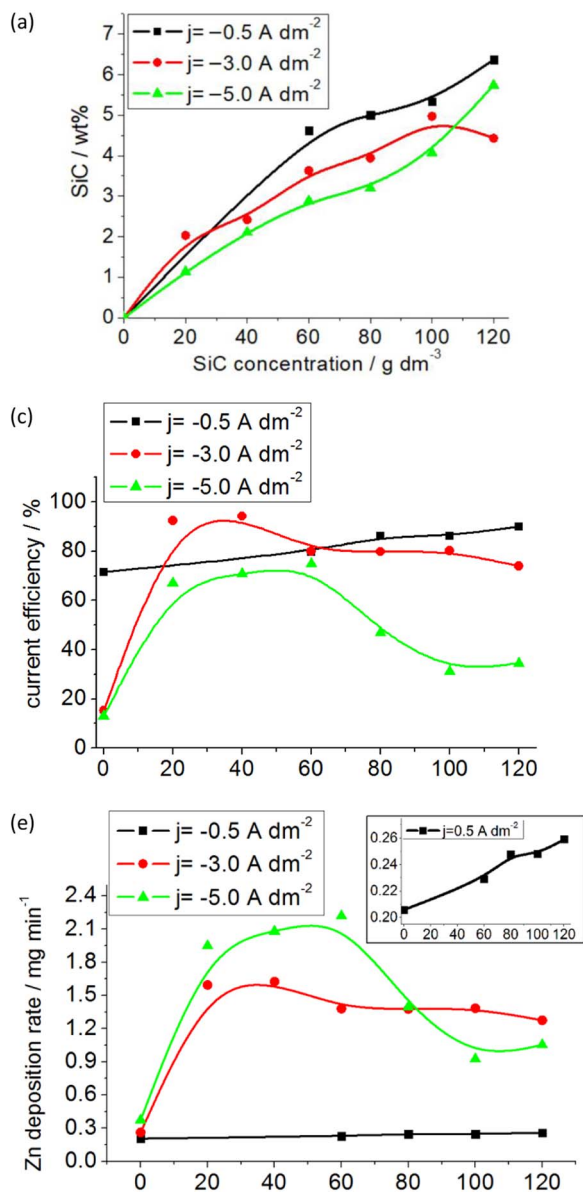 (a)
j= −0.5 A dm-2
j= −3.0 A dm-2
j= −5.0 A dm-2
7
6
5
4
3
2
1
0
SiC / wt%
0 20 40 60 80 100 120
SiC concentration / g dm-3
(c)
j= -0.5 A dm-2
j= -3.0 A dm-2
j= -5.0 A dm-2
100
80
60
40
20
0
current efficiency / %
0 20 40 60 80 100 120
(e)
j= -0.5 A dm-2
j= -3.0 A dm-2
j= -5.0 A dm-2
j=0.5 A dm-2
0.26
0.24
0.22
0.20
0 20 40 60 80 100 120
2.4
2.1
1.8
1.5
1.2
0.9
0.6
0.3
0.0
Zn deposition rate / mg min-1
0 20 40 60 80 100 120